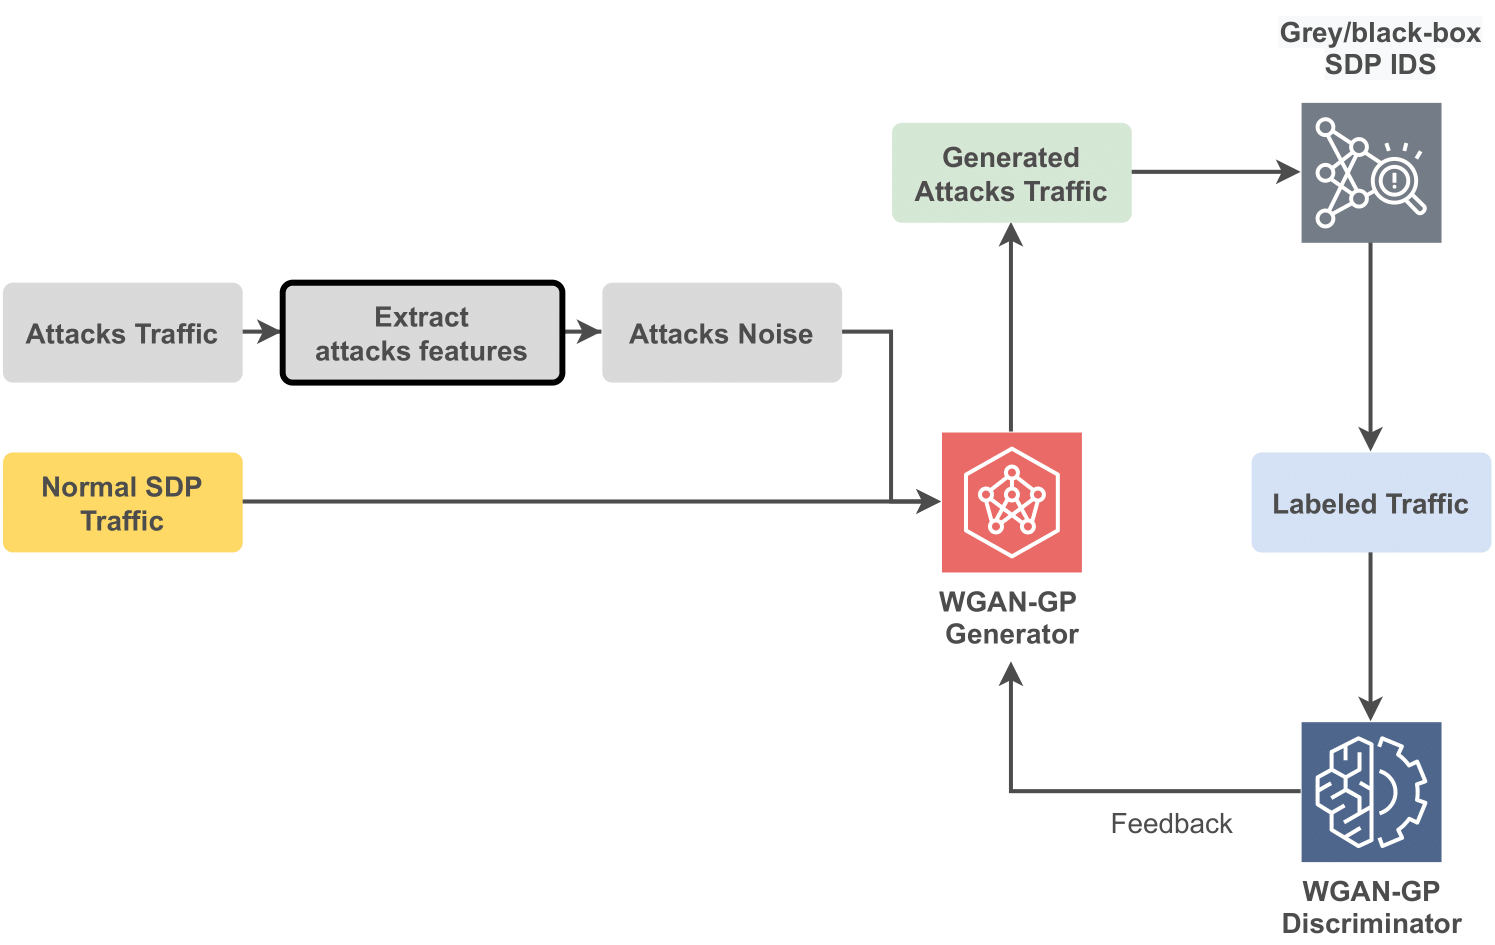 Grey/black-box
SDP IDS
Generated
Attacks Traffic
Attacks Traffic
Extract
attacks features
Attacks Noise
Normal SDP
Traffic
Labeled Traffic
WGAN-GP
Generator
Feedback
WGAN-GP
Discriminator